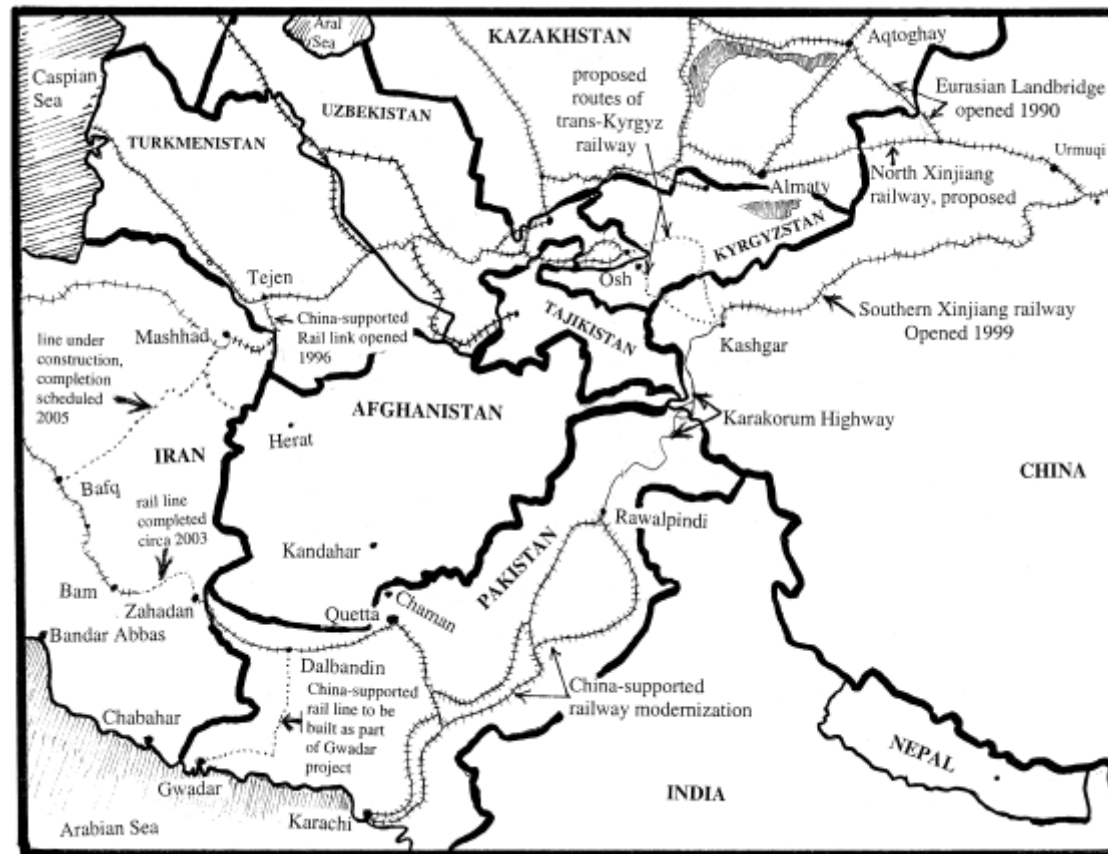 Aral
Sea
KAZAKHSTAN
Aqtoghay
Caspian
Sea
proposed
routes of
trans-Kyrgyz
railway
Eurasian Landbridge
opened 1990
UZBEKISTAN
TURKMENISTAN
Urmuqi
North Xinjiang
railway, proposed
Almaty
KYRGYZSTAN
Osh
Tejen
Southern Xinjiang railway
Opened 1999
TAJIKISTAN
China-supported
Rail link opened
1996
Mashhad
Kashgar
line under
construction,
completion
scheduled
2005
AFGHANISTAN
Karakorum Highway
Herat
IRAN
CHINA
Bafq
rail line
completed
circa 2003
Rawalpindi
Kandahar
PAKISTAN
Bam
Zahadan
Chaman
Quetta
Bandar Abbas
Dalbandin
China-supported
rail line to be
built as part
of Gwadar
project
China-supported
railway modernization
Chabahar
NEPAL
Gwadar
INDIA
Karachi
Arabian Sea